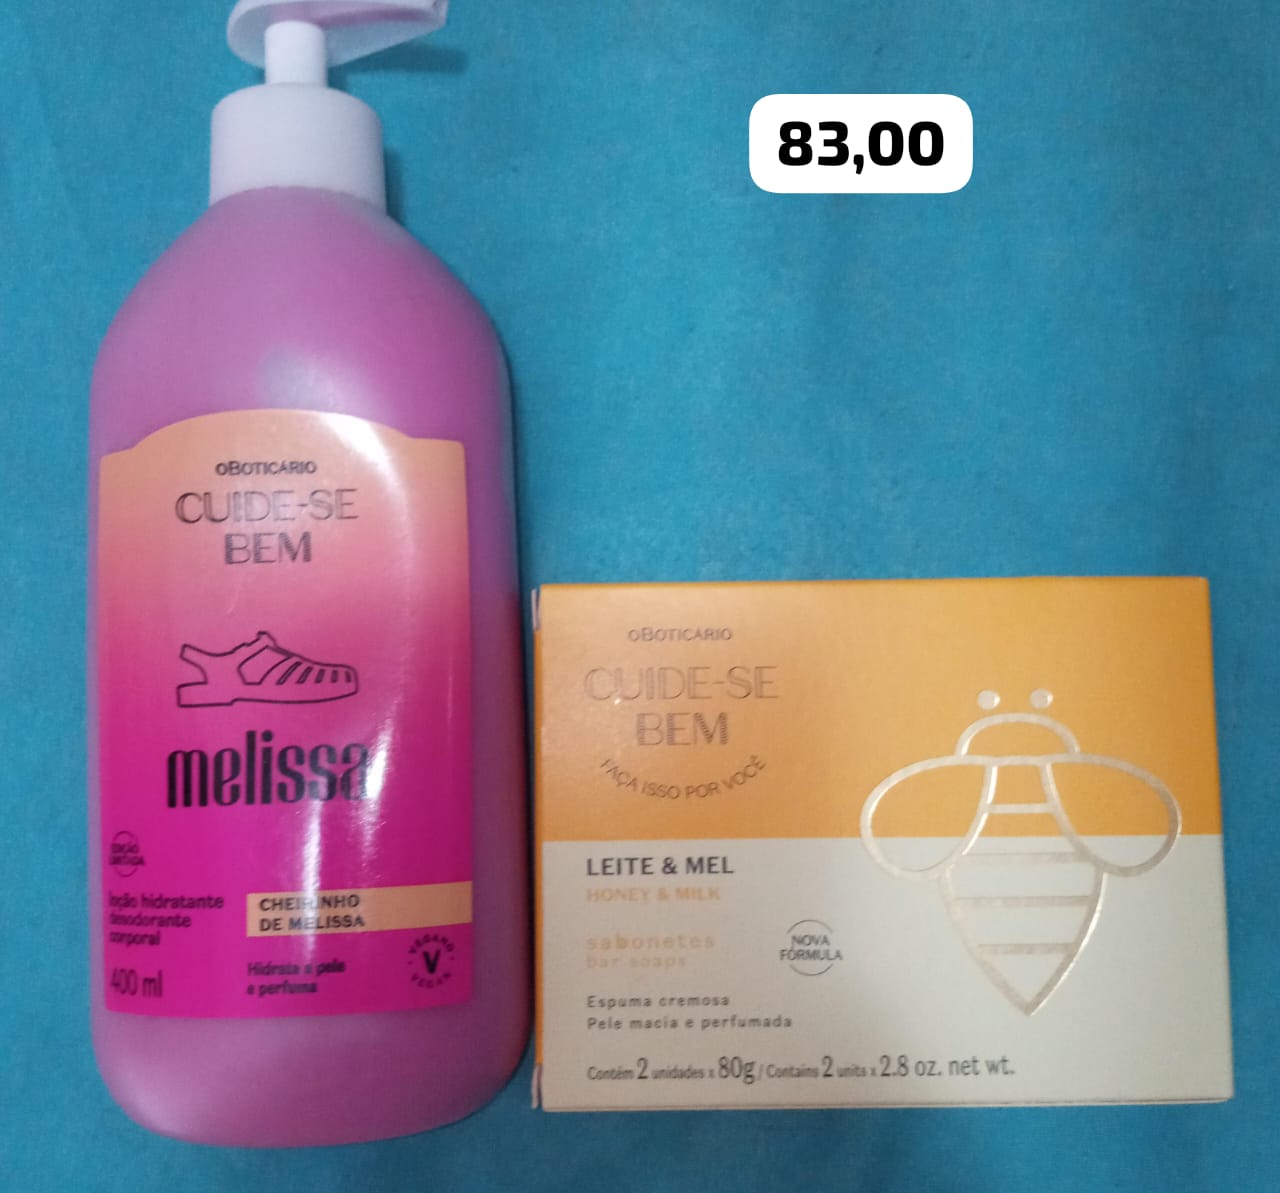 83,00
oBOTICÁRIO
CUIDE-SE
BEM
melissa
EDIÇÃO
LIMITADA
loção hidratante
desodorante
corporal
400 ml
CHEIRINHO
DE MELISSA
Hidrata a pele
e perfuma
VEGANO
V
VEGAN
oBOTICÁRIO
CUIDE-SE
BEM
FAÇA ISSO POR VOCÊ
LEITE & MEL
HONEY & MILK
sabonetes
bar soaps
NOVA
FÓRMULA
Espuma cremosa
Pele macia e perfumada
Contém 2 unidades x 80g / Contains 2 units x 2.8 oz. net wt.